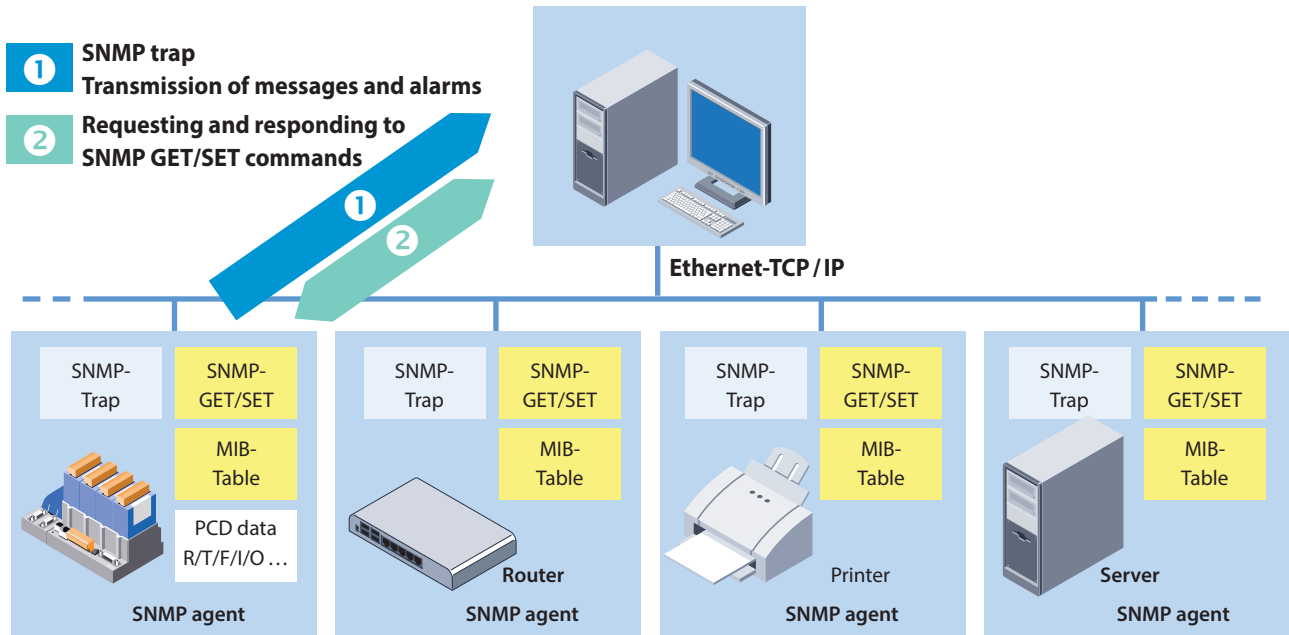 1 SNMP trap
Transmission of messages and alarms
2 Requesting and responding to
SNMP GET/SET commands
1
2
Ethernet-TCP / IP
SNMP-
Trap
SNMP-
GET/SET
MIB-
Table
PCD data
R/T/F/I/O ...
SNMP agent
SNMP-
Trap
SNMP-
GET/SET
MIB-
Table
Router
SNMP agent
SNMP-
Trap
SNMP-
GET/SET
MIB-
Table
Printer
SNMP agent
SNMP-
Trap
SNMP-
GET/SET
MIB-
Table
Server
SNMP agent